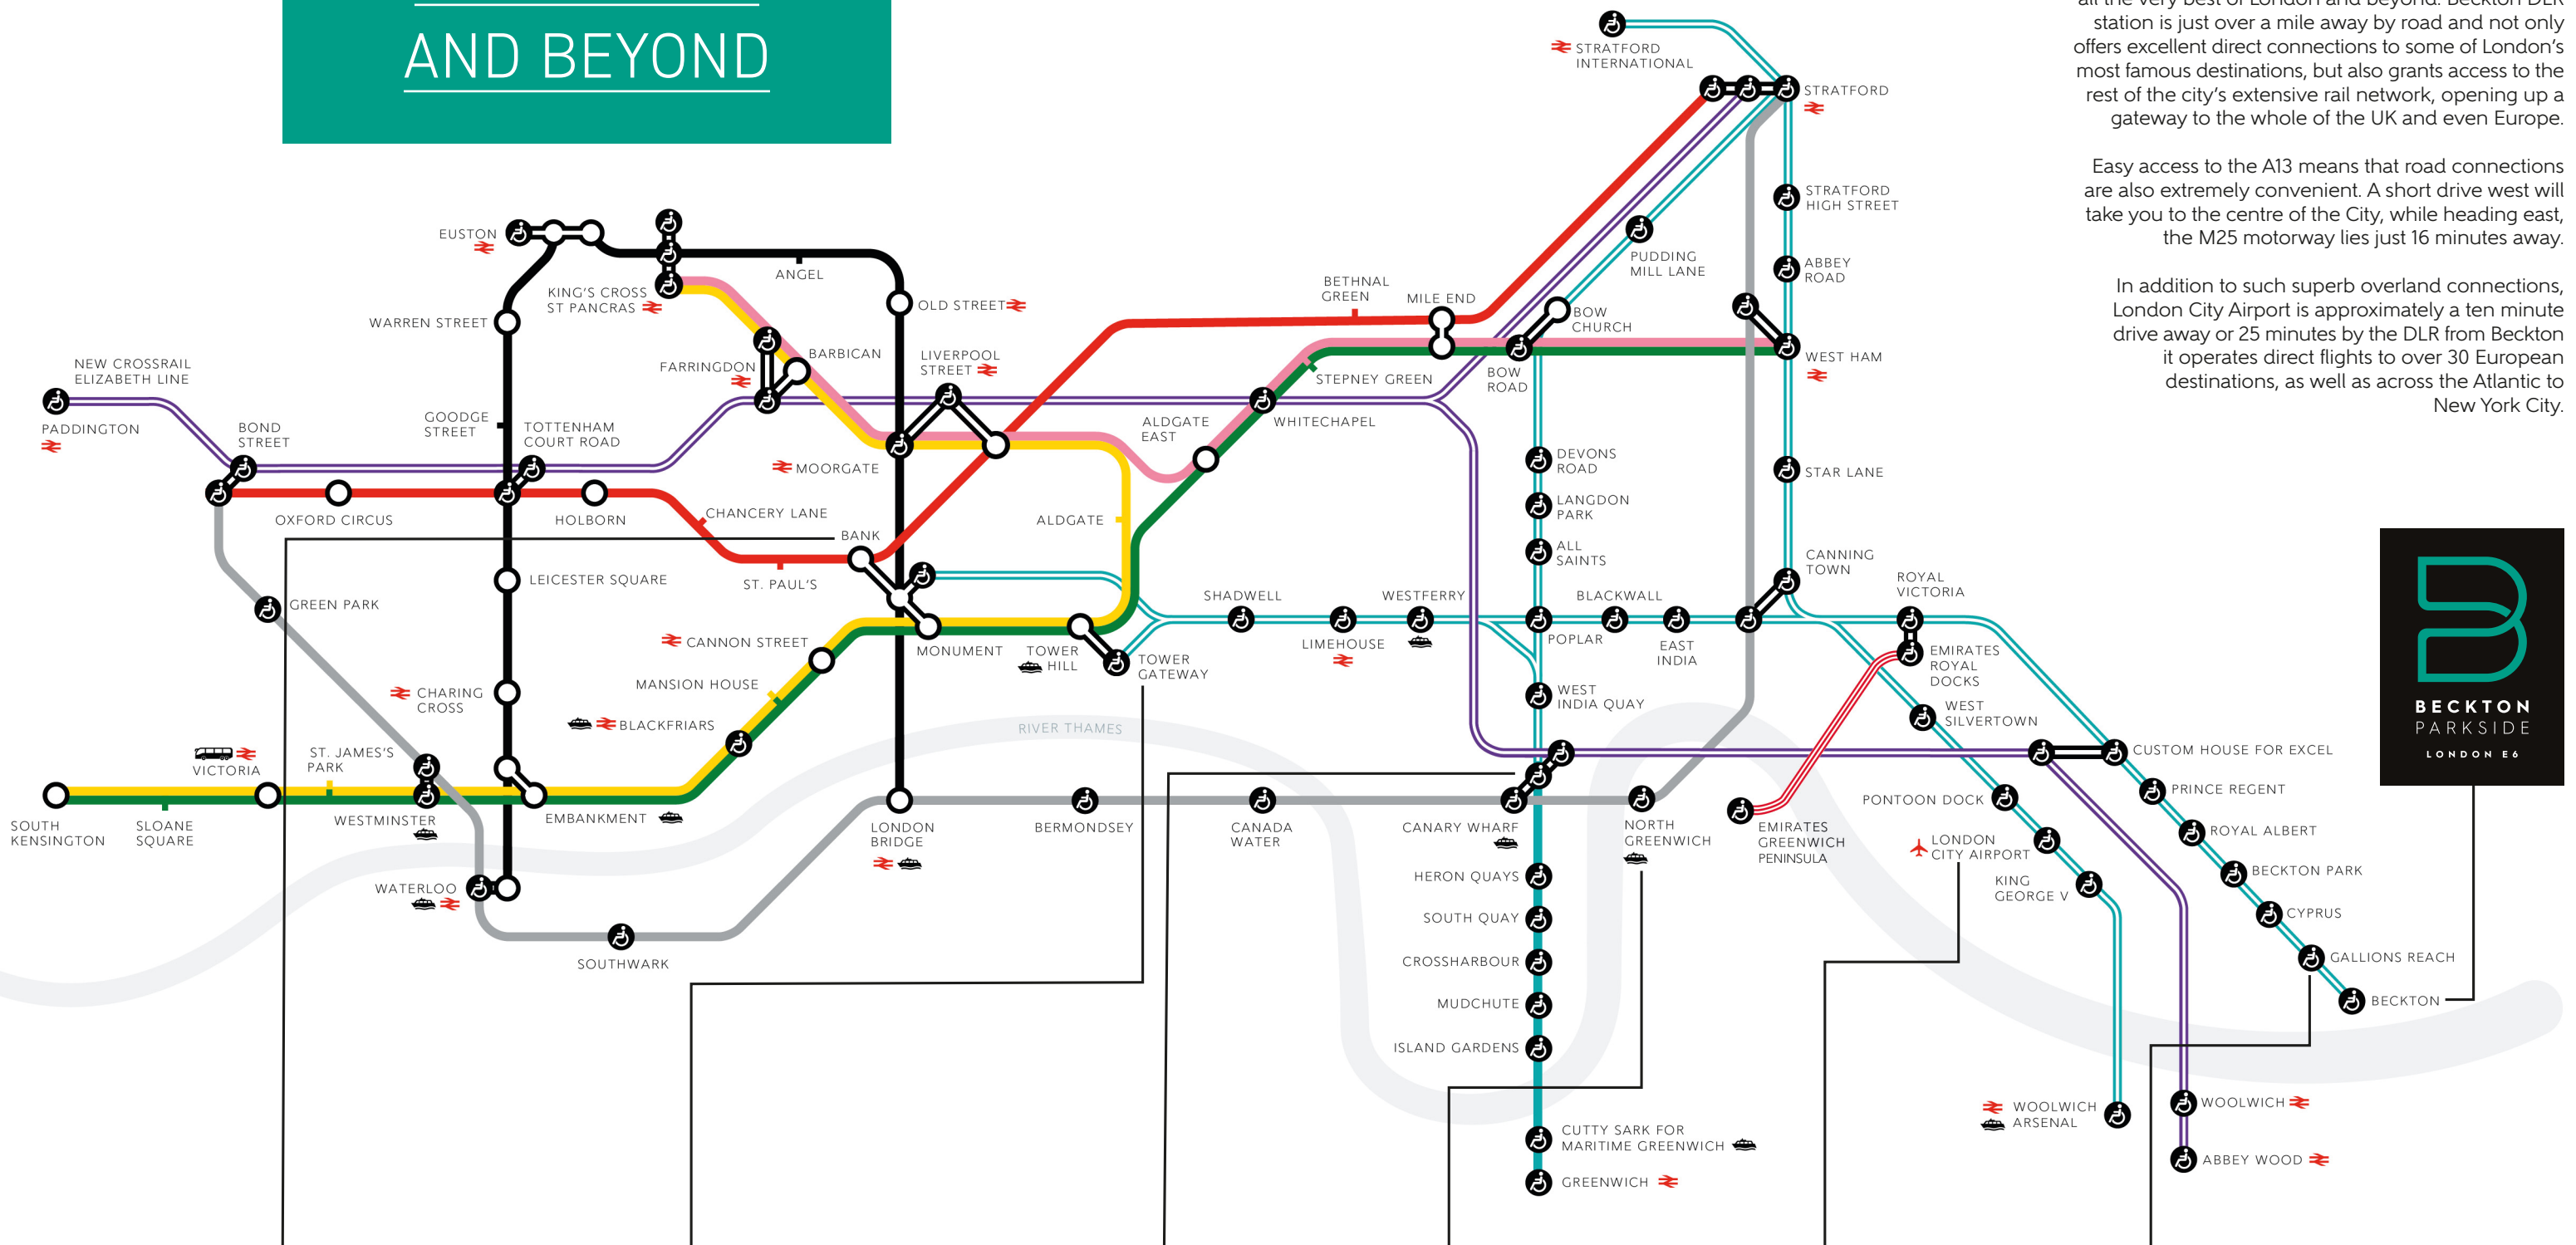 AND BEYOND
all the very best of London and beyond. Beckton DLR
station is just over a mile away by road and not only
offers excellent direct connections to some of London's
most famous destinations, but also grants access to the
rest of the city's extensive rail network, opening up a
gateway to the whole of the UK and even Europe.
Easy access to the A13 means that road connections
are also extremely convenient. A short drive west will
take you to the centre of the City, while heading east,
the M25 motorway lies just 16 minutes away.
In addition to such superb overland connections,
London City Airport is approximately a ten minute
drive away or 25 minutes by the DLR from Beckton
it operates direct flights to over 30 European
destinations, as well as across the Atlantic to
New York City.
STRATFORD
INTERNATIONAL
STRATFORD
STRATFORD
HIGH STREET
ABBEY
ROAD
PUDDING
MILL LANE
EUSTON
ANGEL
KING'S CROSS
ST PANCRAS
OLD STREET
WARREN STREET
BETHNAL
GREEN
MILE END
BOW
CHURCH
WEST HAM
NEW CROSSRAIL
ELIZABETH LINE
PADDINGTON
FARRINGDON
BARBICAN
LIVERPOOL
STREET
STEPNEY GREEN
BOW
ROAD
BOND
STREET
GOODGE
STREET
TOTTENHAM
COURT ROAD
MOORGATE
ALDGATE
EAST
WHITECHAPEL
DEVONS
ROAD
STAR LANE
LANGDON
PARK
OXFORD CIRCUS
HOLBORN
CHANCERY LANE
BANK
ALDGATE
ALL
SAINTS
CANNING
TOWN
ST. PAUL'S
LEICESTER SQUARE
GREEN PARK
SHADWELL
WESTFERRY
BLACKWALL
ROYAL
VICTORIA
CANNON STREET
MONUMENT
TOWER
HILL
TOWER
GATEWAY
LIMEHOUSE
POPLAR
EAST
INDIA
EMIRATES
ROYAL
DOCKS
MANSION HOUSE
CHARING
CROSS
BLACKFRIARS
RIVER THAMES
WEST
INDIA QUAY
WEST
SILVERTOWN
BECKTON
PARKSIDE
LONDON E6
CUSTOM HOUSE FOR EXCEL
VICTORIA
ST. JAMES'S
PARK
PRINCE REGENT
PONTOON DOCK
SOUTH
KENSINGTON
SLOANE
SQUARE
WESTMINSTER
EMBANKMENT
LONDON
BRIDGE
BERMONDSEY
CANADA
WATER
CANARY WHARF
NORTH
GREENWICH
EMIRATES
GREENWICH
PENINSULA
LONDON
CITY AIRPORT
ROYAL ALBERT
BECKTON PARK
KING
GEORGE V
WATERLOO
HERON QUAYS
SOUTH QUAY
CYPRUS
SOUTHWARK
CROSSHARBOUR
GALLIONS REACH
MUDCHUTE
BECKTON
ISLAND GARDENS
WOOLWICH
ARSENAL
WOOLWICH
CUTTY SARK FOR
MARITIME GREENWICH
GREENWICH
ABBEY WOOD